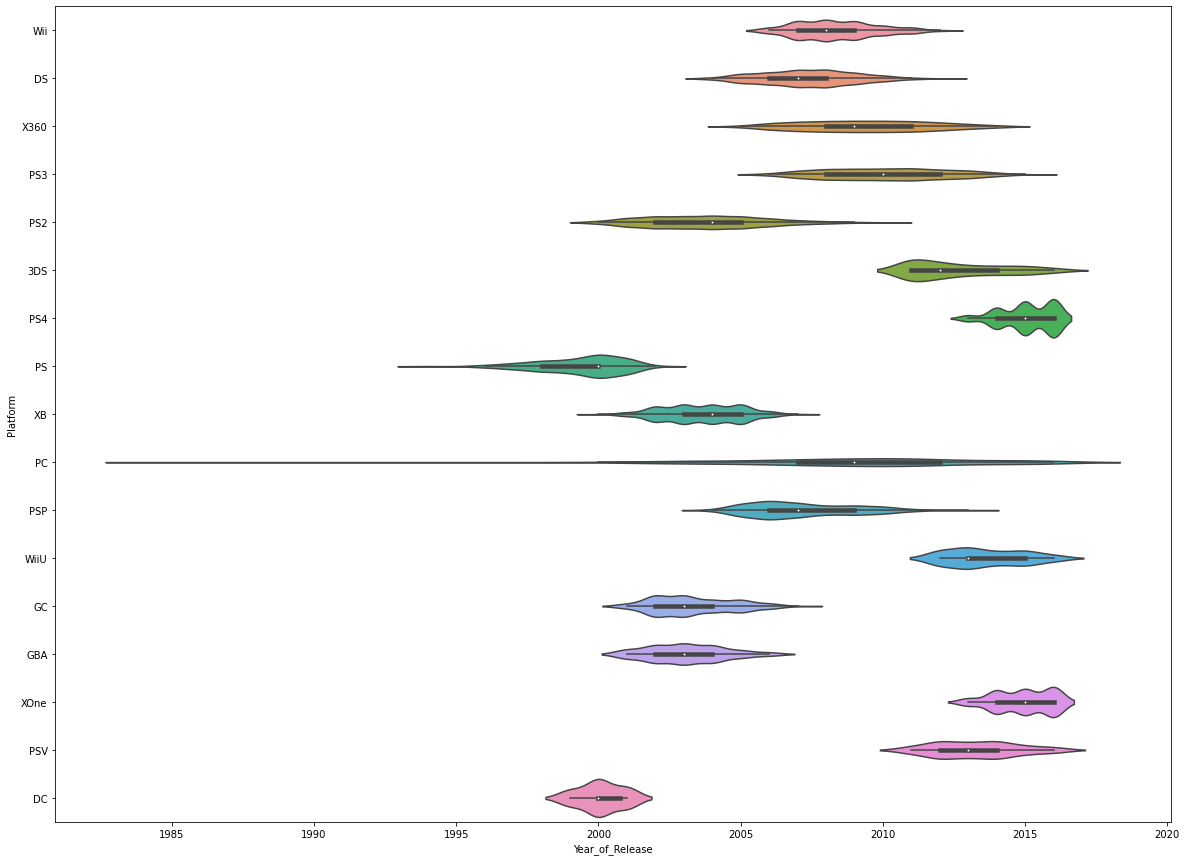 Wii
DS
X360
PS3
PS2
3DS
PS4
PS
XB
PC
PSP
WiiU
GC
GBA
XOne
PSV
DC
Platform
1985 1990 1995 2000 2005 2010 2015 2020
Year_of_Release